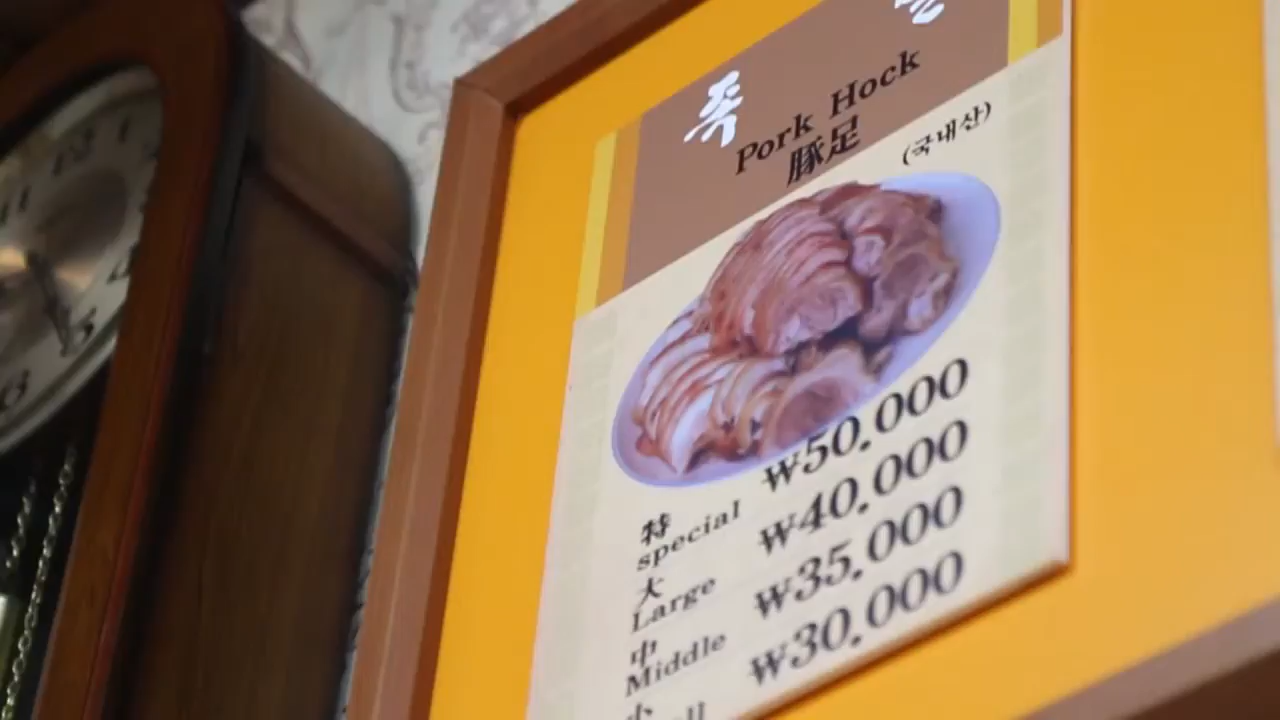 족
Pork Hock
豚足
(국내산)
特 ₩50.000
special
大 ₩40.000
Large
中 ₩35.000
Middle
小 ₩30.000